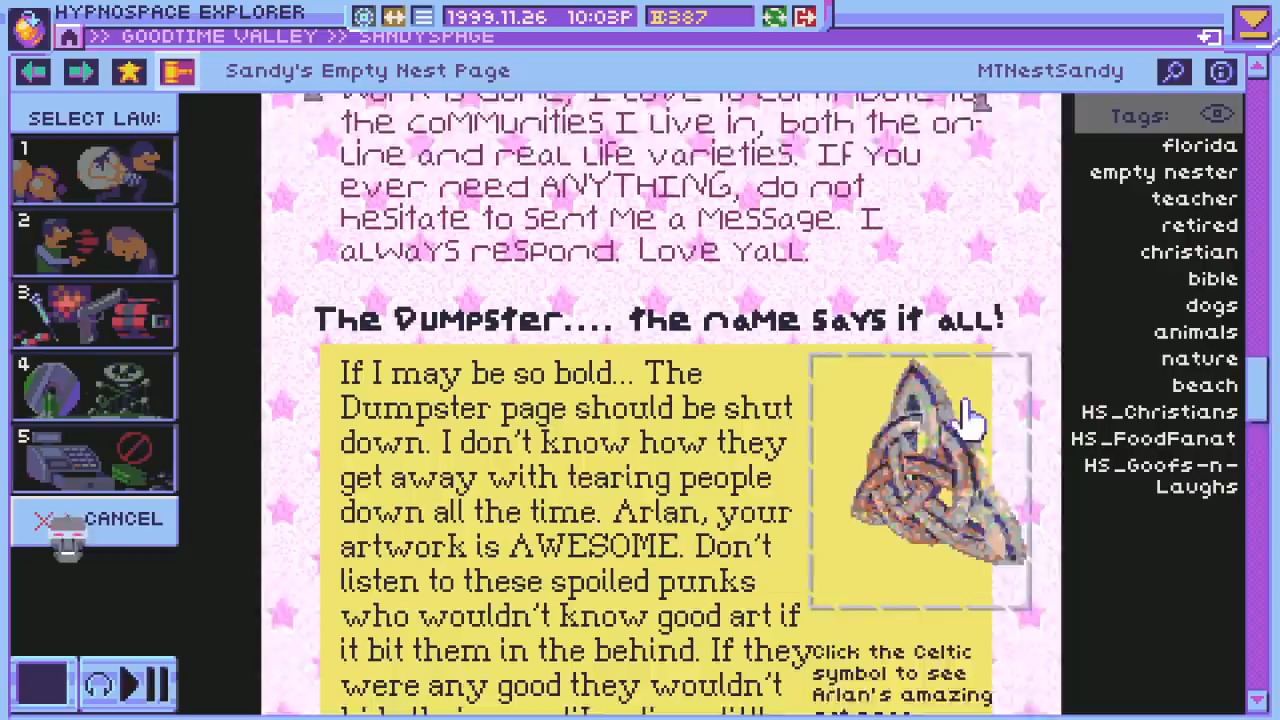 HYPNOSPACE EXPLORER
1999.11.26 10:03P
387
>> GOODTIME VALLEY >> SANDYSPAGE
Sandy's Empty Nest Page
MTNestSandy
SELECT LAW:
1
2
3
4
5
CANCEL
work is done, I love to contribute to
the communities I live in, both the on-
line and real life varieties. If you
ever need ANYTHING, do not
hesitate to sent me a message. I
always respond. Love Yall.
The Dumpster.... the name says it all!
If I may be so bold... The
Dumpster page should be shut
down. I don't know how they
get away with tearing people
down all the time. Arlan, your
artwork is AWESOME. Don't
listen to these spoiled punks
who wouldn't know good art if
it bit them in the behind. If they
were any good they wouldn't
Click the Celtic
symbol to see
Arlan's amazing
Tags:
florida
empty nester
teacher
retired
christian
bible
dogs
animals
nature
beach
HS_Christians
HS_FoodFanat
HS_Goofs-n-
Laughs